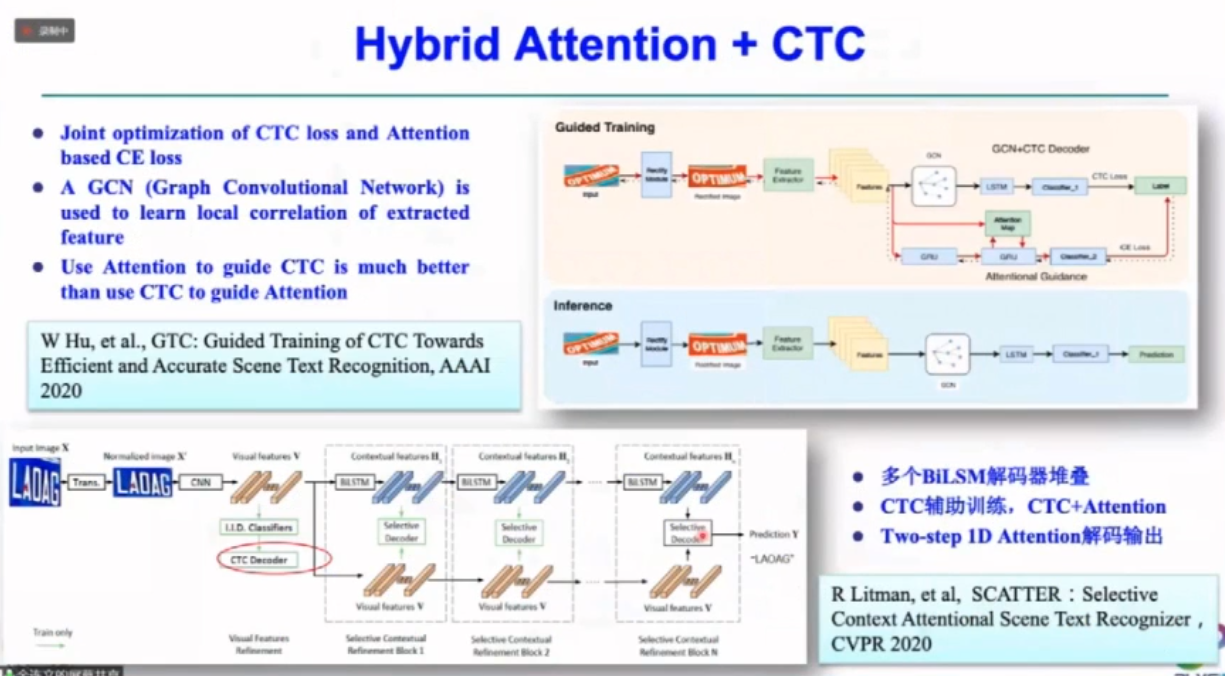 录制中
Hybrid Attention + CTC
● Joint optimization of CTC loss and Attention
based CE loss
● A GCN (Graph Convolutional Network) is
used to learn local correlation of extracted
feature
● Use Attention to guide CTC is much better
than use CTC to guide Attention
W Hu, et al., GTC: Guided Training of CTC Towards
Efficient and Accurate Scene Text Recognition, AAAI
2020
Guided Training
GCN+CTC Decoder
GCN
OPTIMUM
Rectify
Module
OPTIMUM
Feature
Extractor
Features
LSTM
Classifier_1
CTC Loss
Label
Input
Rectified Image
Attention
Map
GRU
GRU
Classifier_2
CE Loss
Attentional Guidance
Inference
OPTIMUM
Rectify
Module
OPTIMUM
Feature
Extractor
Features
LSTM
Classifier_1
Prediction
Input
Rectified Image
GCN
Input Image X
Normalized image X'
Visual features V
Contextual features H
Contextual features H
Contextual features H
LAOAG
Trans.
LAOAG
CNN
BiLSTM
BiLSTM
......
BiLSTM
I.I.D. Classifiers
Selective
Decoder
Selective
Decoder
Selective
Decoder
Prediction Y
CTC Decoder
"LAOAG"
......
Visual features V
Visual features V
Visual features V
Train only
Visual Features
Refinement
Selective Contextual
Refinement Block 1
Selective Contextual
Refinement Block 2
Selective Contextual
Refinement Block N
● 多个BiLSM解码器堆叠
● CTC辅助训练，CTC+Attention
● Two-step 1D Attention解码输出
R Litman, et al, SCATTER：Selective
Context Attentional Scene Text Recognizer，
CVPR 2020